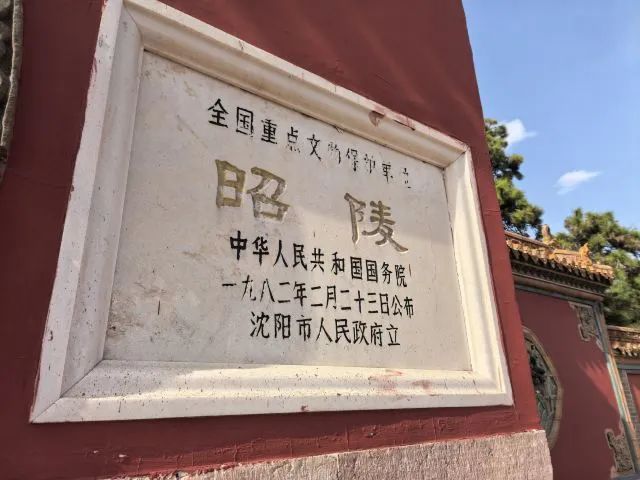 全国重点文物保护单位
昭陵
中华人民共和国国务院
一九八二年二月二十三日公布
沈阳市人民政府立